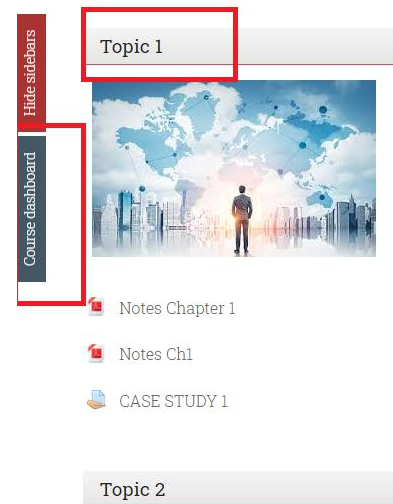 Hide sidebars
Topic 1
Course dashboard
Notes Chapter 1
Notes Ch1
CASE STUDY 1
Topic 2